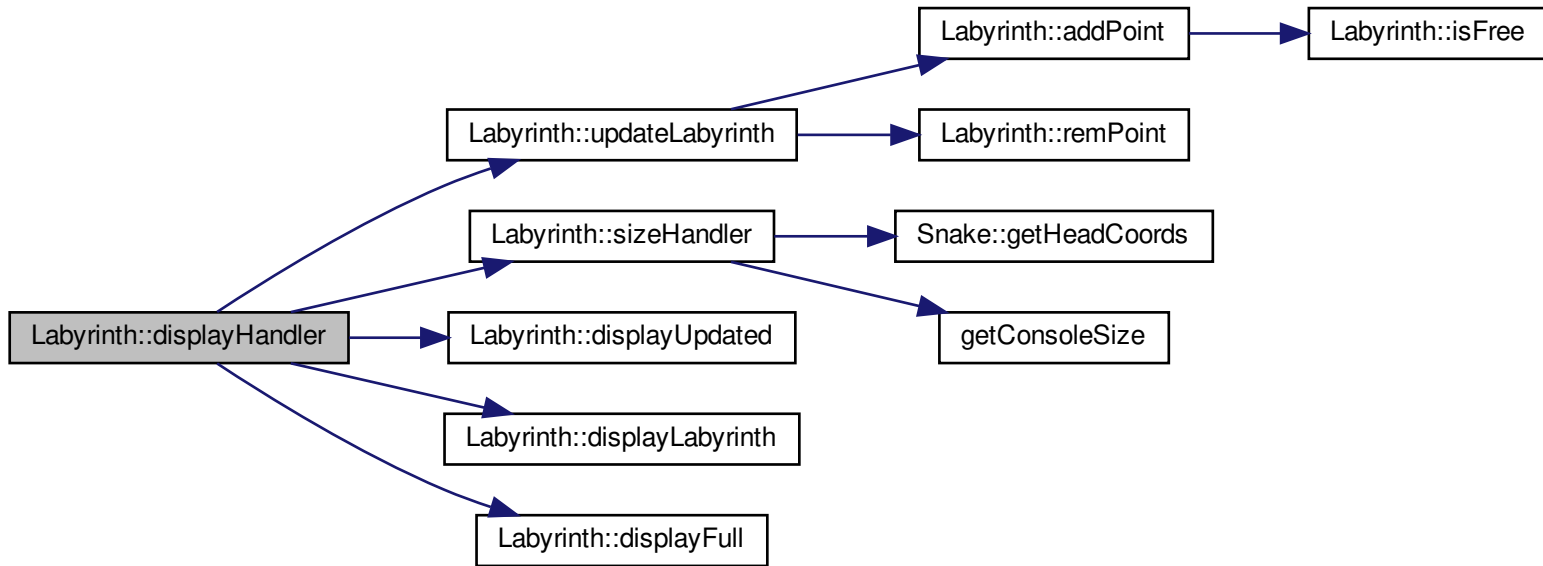 Labyrinth::addPoint
Labyrinth::isFree
Labyrinth::updateLabyrinth
Labyrinth::remPoint
Labyrinth::sizeHandler
Snake::getHeadCoords
Labyrinth::displayHandler
Labyrinth::displayUpdated
getConsoleSize
Labyrinth::displayLabyrinth
Labyrinth::displayFull